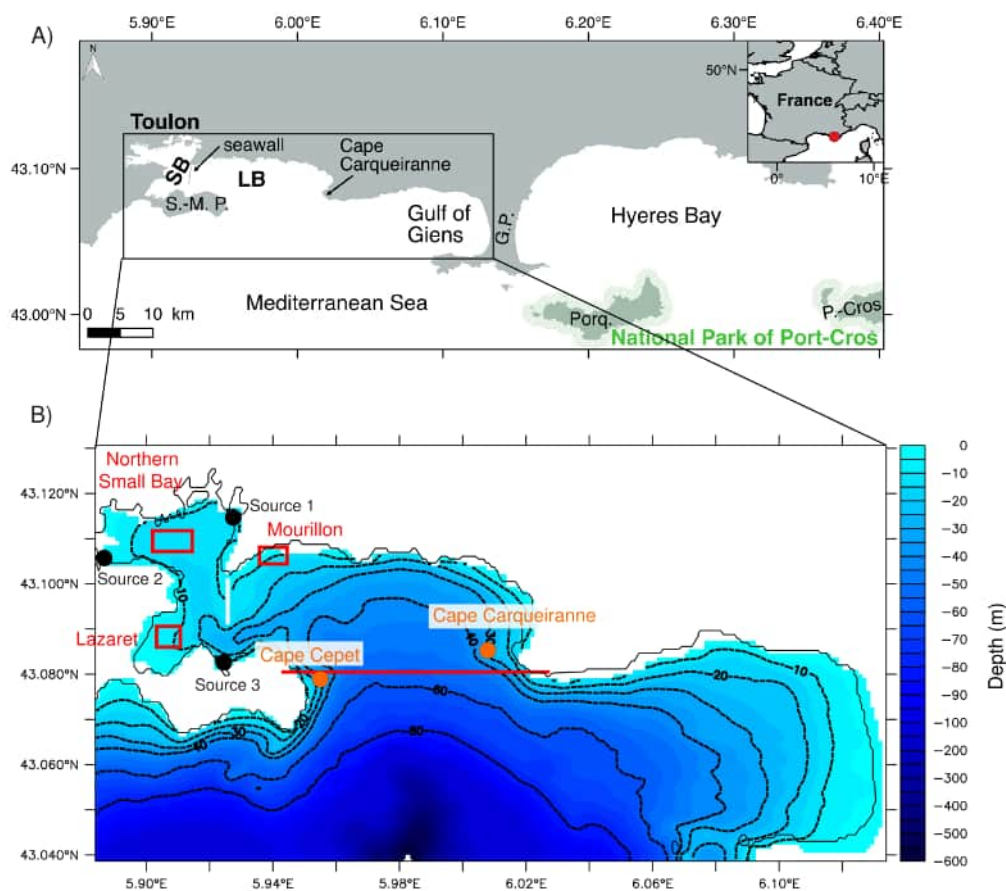 5.90°E 6.00°E 6.10°E 6.20°E 6.30°E 6.40°E
A)
N
50°N
France
0° 10°E
Toulon
seawall
Cape
Carqueiranne
43.10°N
SB
LB
S.-M. P.
Gulf of
Giens
G.P.
Hyeres Bay
43.00°N
0 5 10 km
Mediterranean Sea
Porq.
P.-Cros
National Park of Port-Cros
B)
Northern
Small Bay
Source 1
Mourillon
Source 2
Lazaret
Source 3
Cape Cepet
Cape Carqueiranne
10
40
30
20
10
60
80
40
30
43.120°N
43.100°N
43.080°N
43.060°N
43.040°N
5.90°E 5.94°E 5.98°E 6.02°E 6.06°E 6.10°E
0
−10
−20
−30
−40
−50
−60
−70
−80
−90
−100
−200
−300
−400
−500
−600
Depth (m)